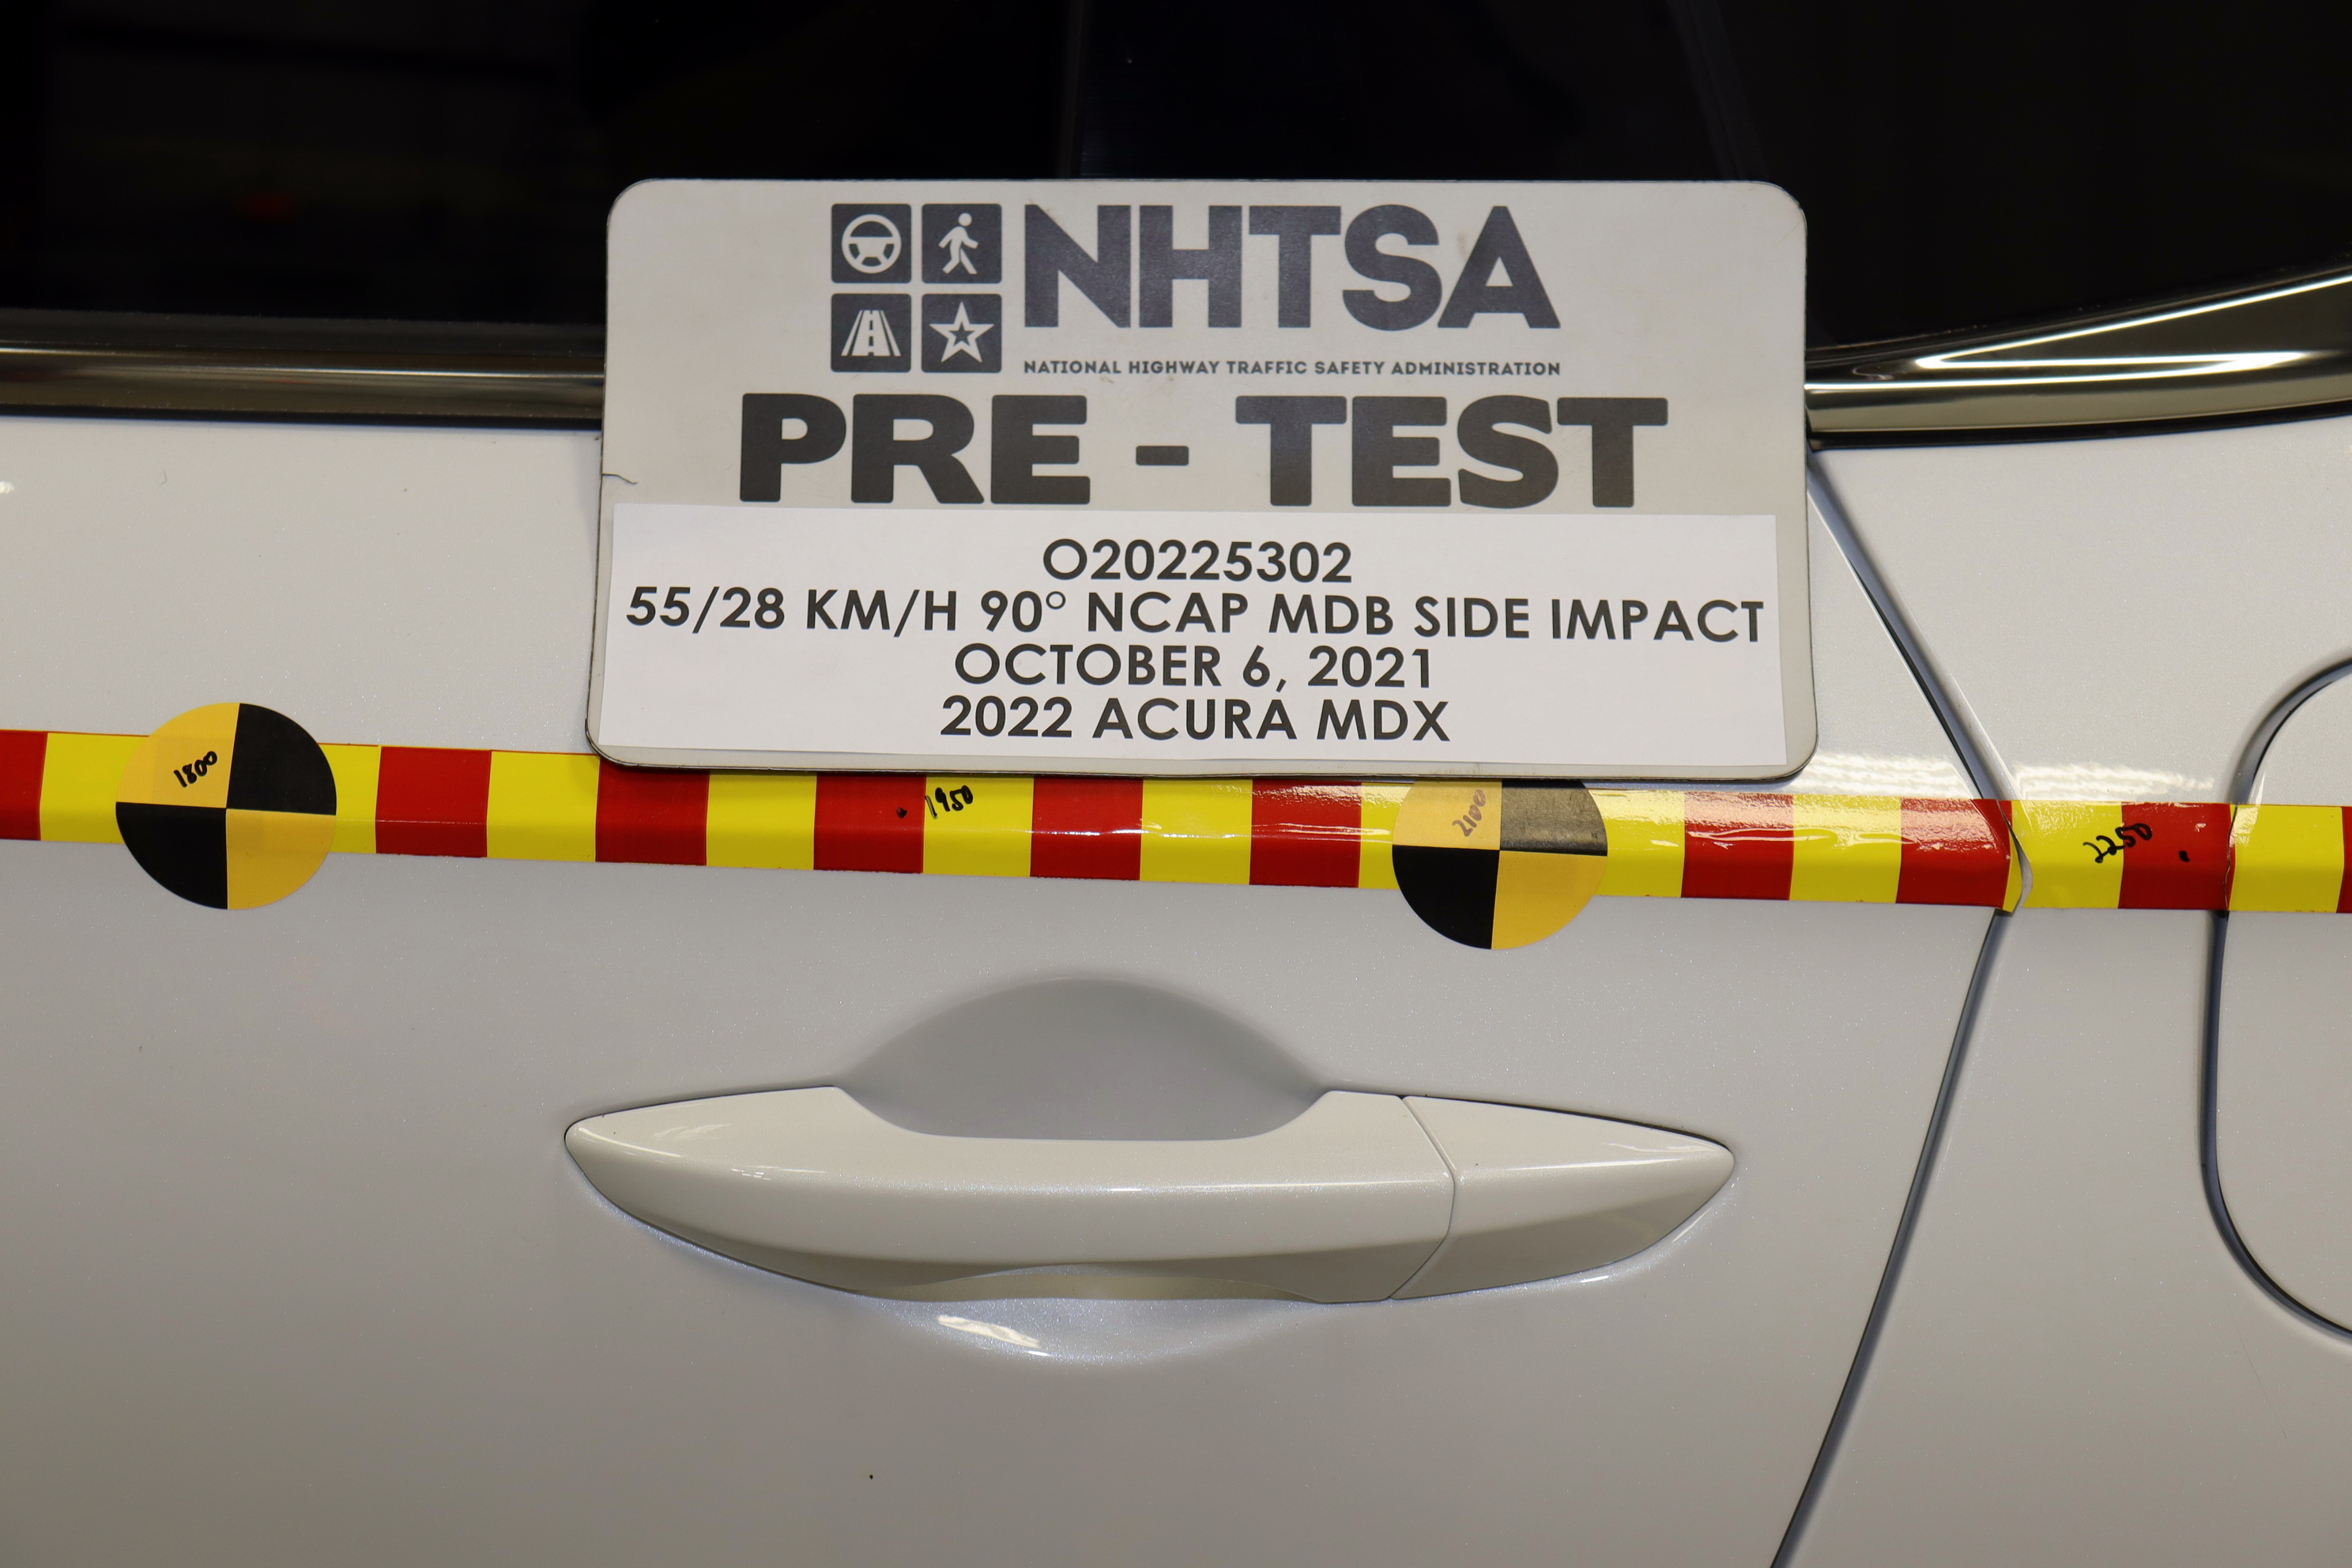 NHTSA
NATIONAL HIGHWAY TRAFFIC SAFETY ADMINISTRATION
PRE - TEST
O20225302
55/28 KM/H 90° NCAP MDB SIDE IMPACT
OCTOBER 6, 2021
2022 ACURA MDX
1800
1950
2100
2250